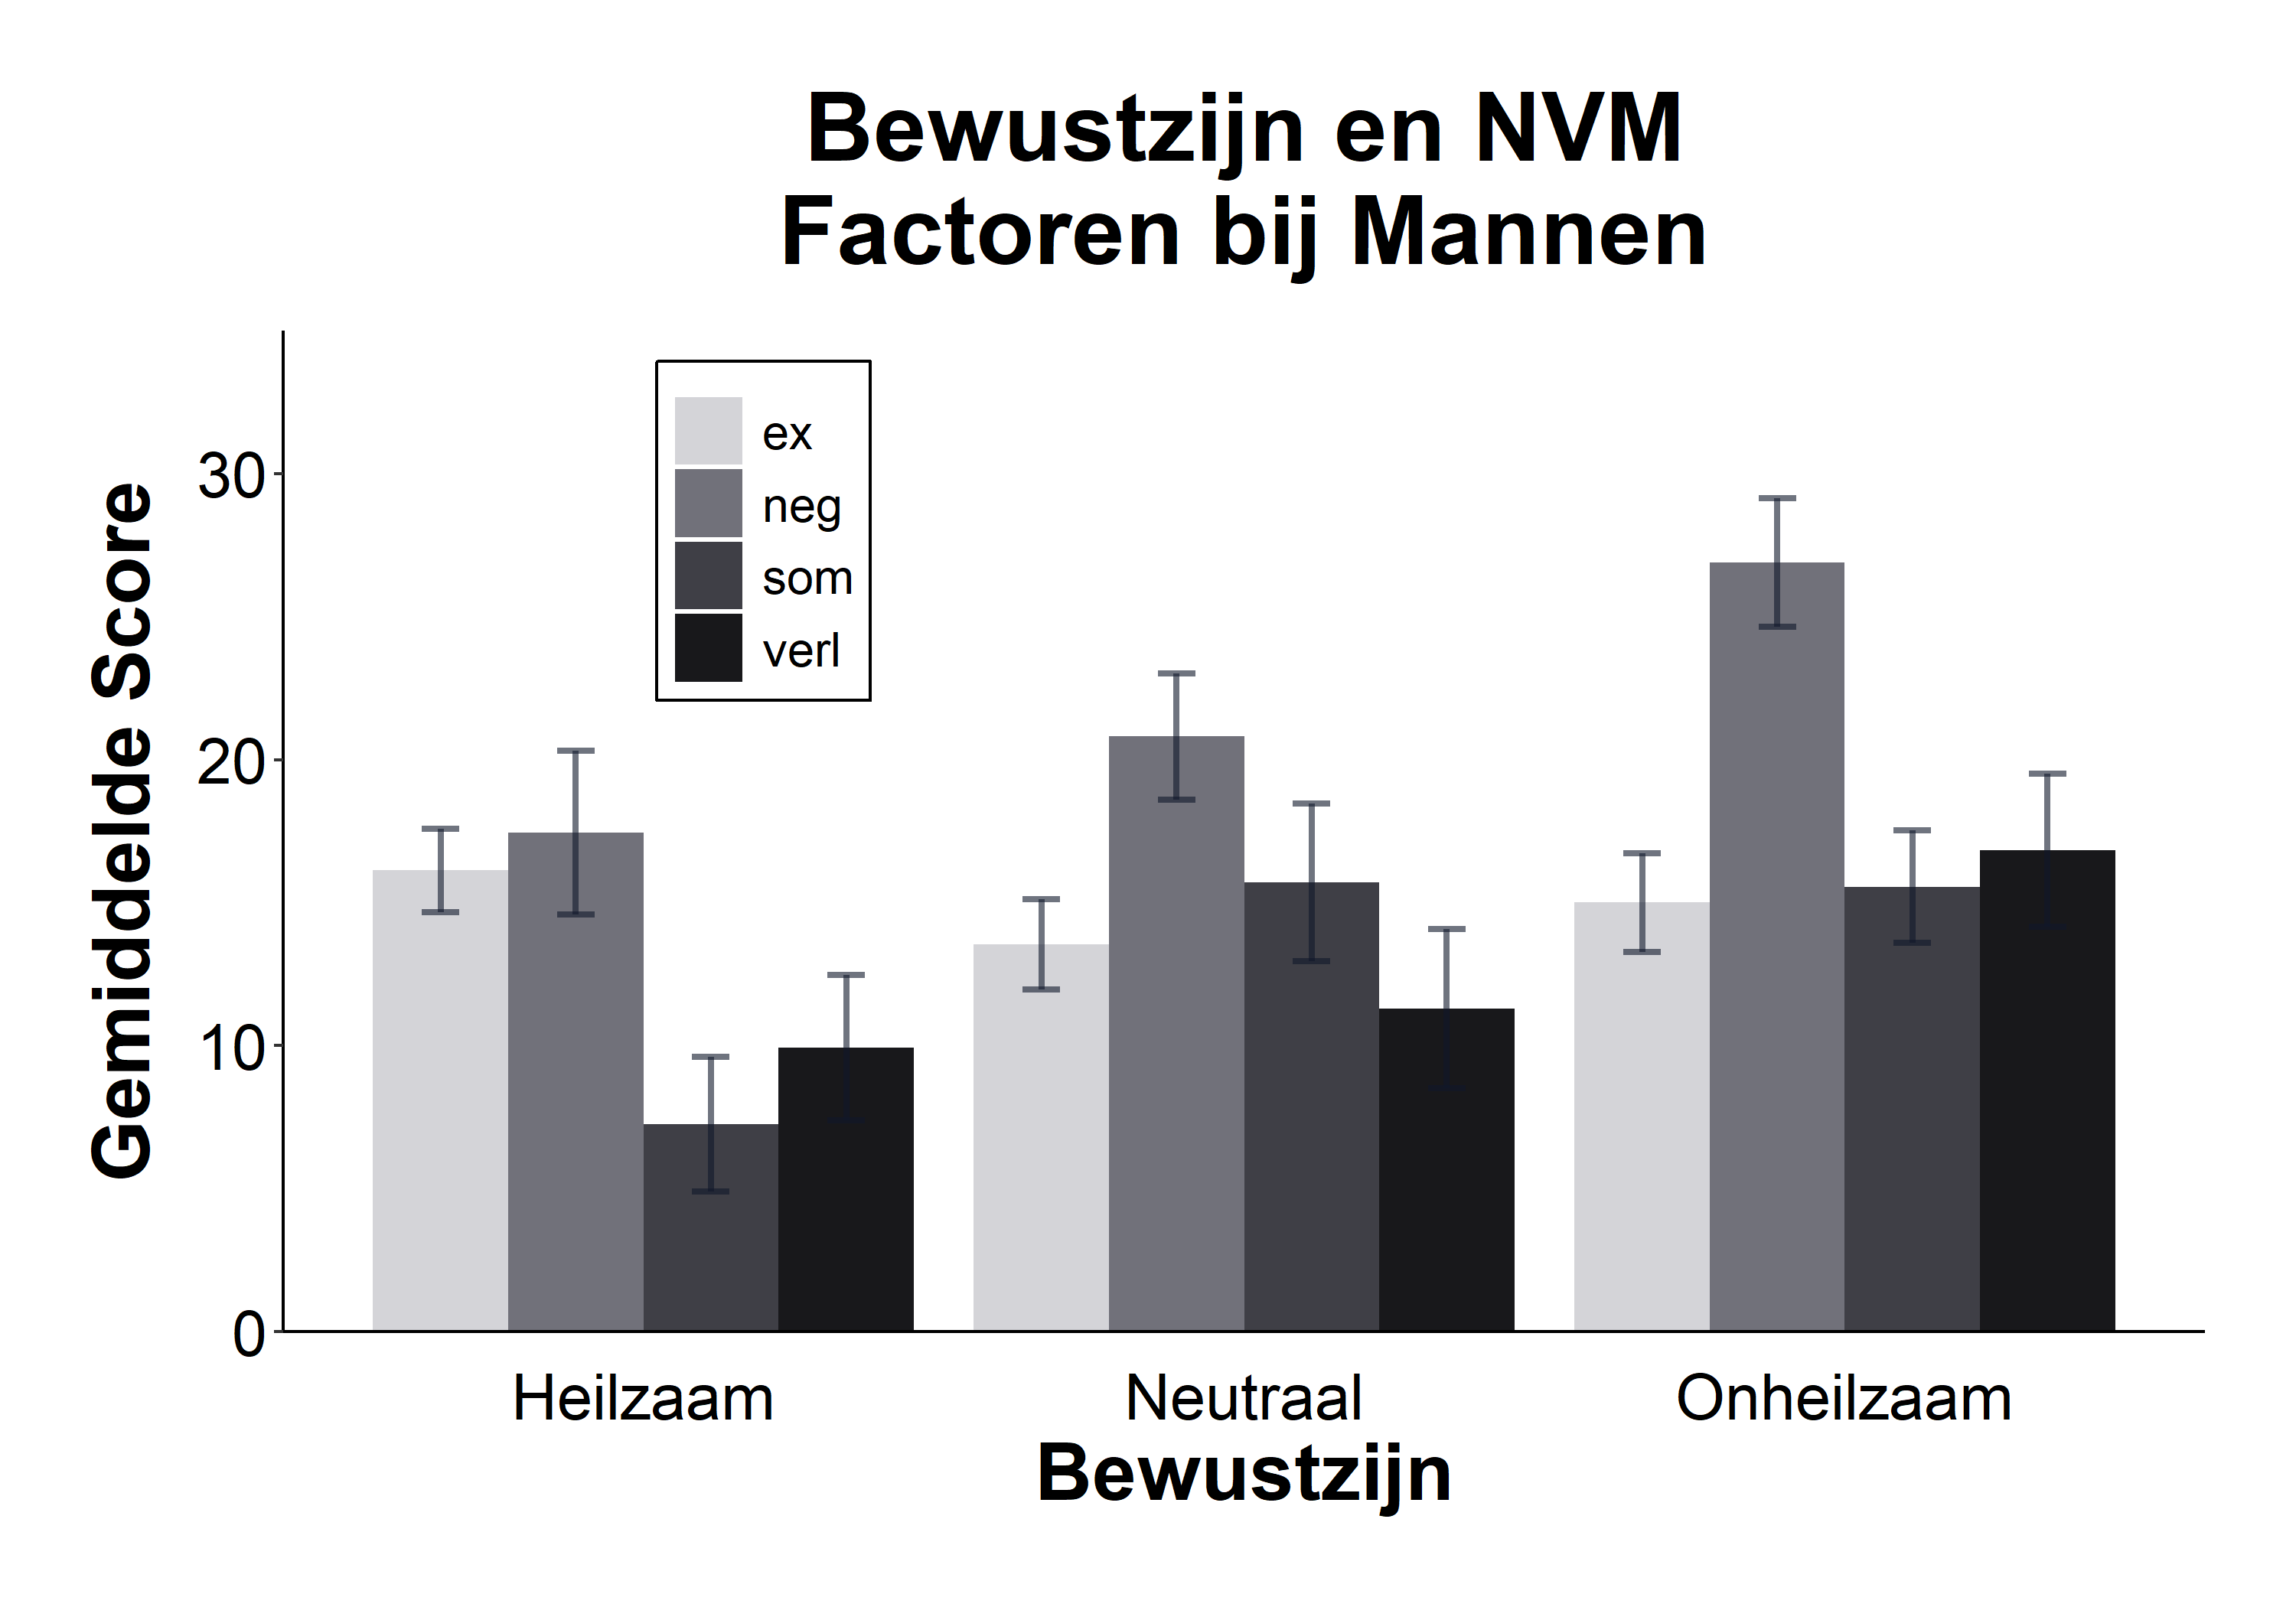 Bewustzijn en NVM
Factoren bij Mannen
Gemiddelde Score
30
20
10
0
ex
neg
som
verl
Heilzaam
Neutraal
Onheilzaam
Bewustzijn